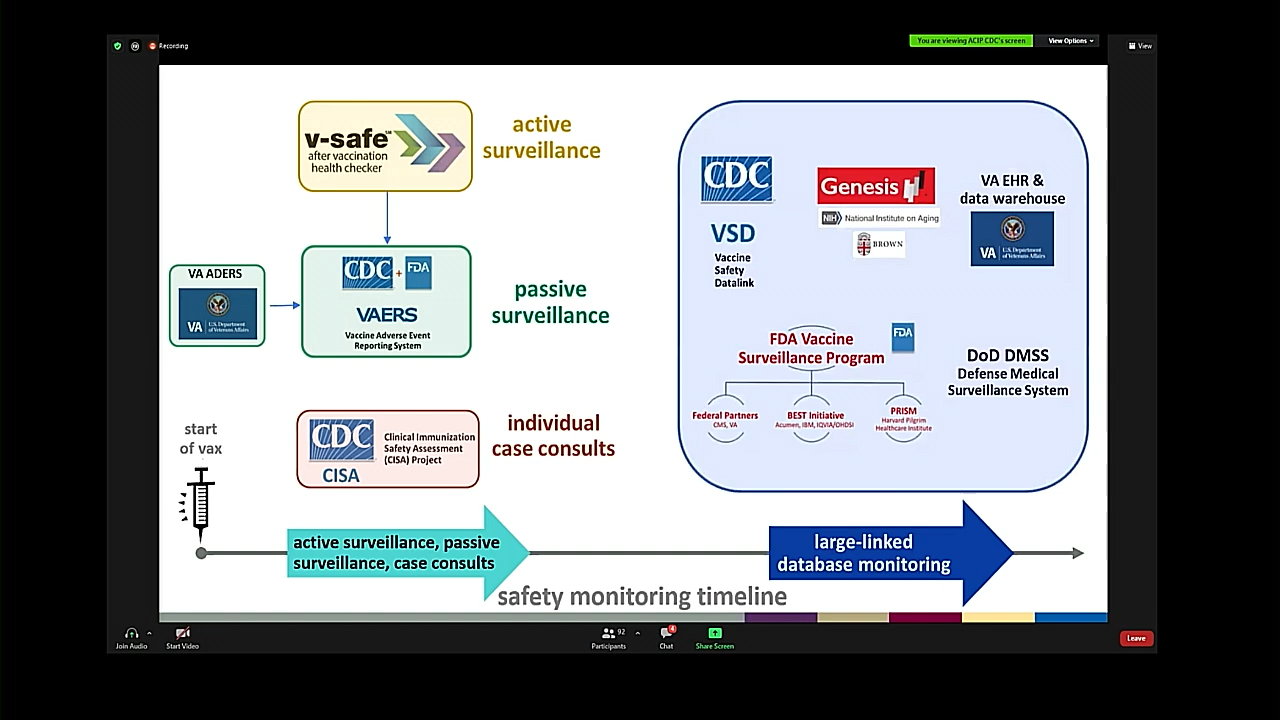 Recording
You are viewing ACIP CDC's screen
View Options
View
v-safe
after vaccination
health checker
active
surveillance
VA ADERS
VA
U.S. Department
of Veterans Affairs
CDC + FDA
VAERS
Vaccine Adverse Event
Reporting System
passive
surveillance
CDC
CISA
Clinical Immunization
Safety Assessment
(CISA) Project
individual
case consults
CDC
VSD
Vaccine
Safety
Datalink
Genesis
NIH National Institute on Aging
BROWN
VA EHR &
data warehouse
VA
U.S. Department
of Veterans Affairs
FDA Vaccine
Surveillance Program
FDA
Federal Partners
CMS, VA
BEST Initiative
Acumen, IBM, IQVIA/OHDSI
PRISM
Harvard Pilgrim
Healthcare Institute
DoD DMSS
Defense Medical
Surveillance System
start
of vax
active surveillance, passive
surveillance, case consults
large-linked
database monitoring
safety monitoring timeline
Join Audio
Start Video
92
Participants
4
Chat
Share Screen
Leave